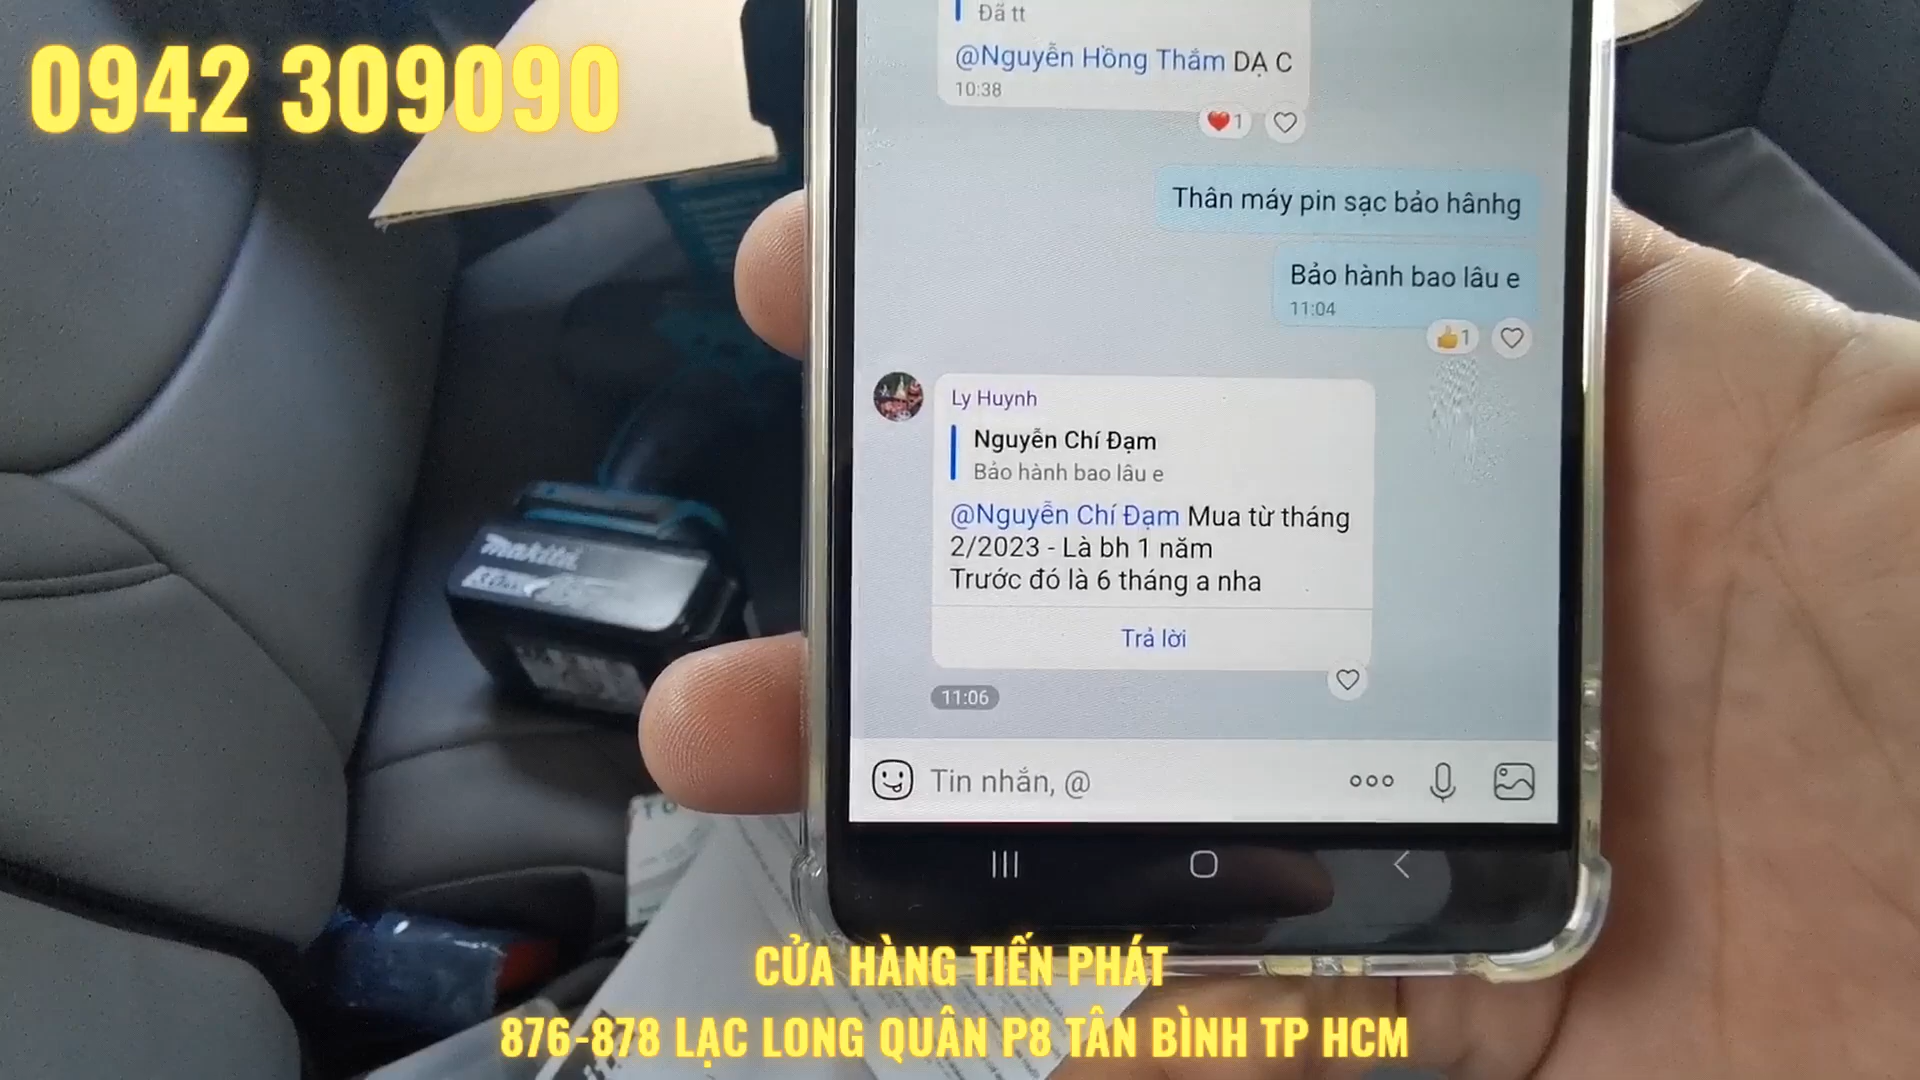 0942 309090
Đã tt
@Nguyễn Hồng Thắm DẠ C
10:38
1
Thân máy pin sạc bảo hânhg
Bảo hành bao lâu e
11:04
1
Ly Huynh
Nguyễn Chí Đạm
Bảo hành bao lâu e
@Nguyễn Chí Đạm Mua từ tháng
2/2023 - Là bh 1 năm
Trước đó là 6 tháng a nha
Trả lời
11:06
Tin nhắn, @
makita
CỬA HÀNG TIẾN PHÁT
876-878 LẠC LONG QUÂN P8 TÂN BÌNH TP HCM